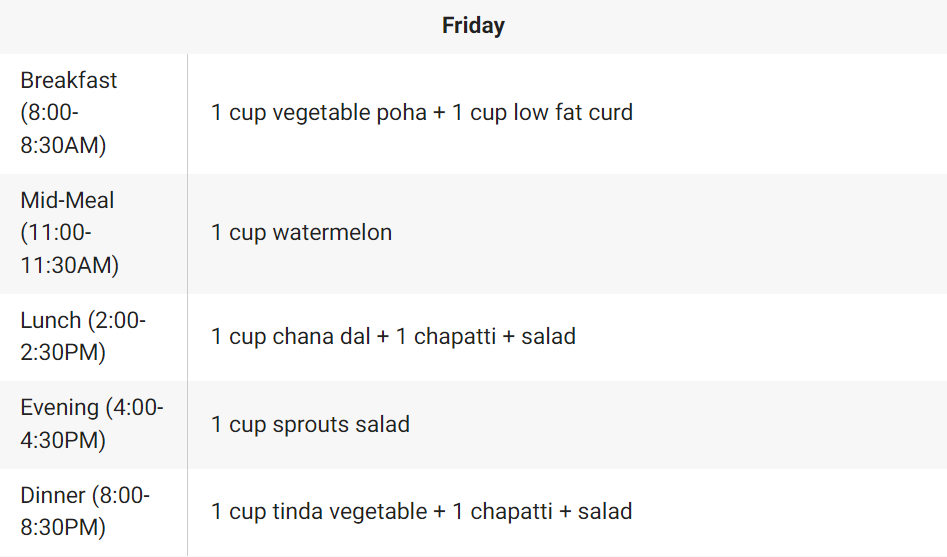 Friday
Breakfast
(8:00-
8:30AM)
1 cup vegetable poha + 1 cup low fat curd
Mid-Meal
(11:00-
11:30AM)
1 cup watermelon
Lunch (2:00-
2:30PM)
1 cup chana dal + 1 chapatti + salad
Evening (4:00-
4:30PM)
1 cup sprouts salad
Dinner (8:00-
8:30PM)
1 cup tinda vegetable + 1 chapatti + salad